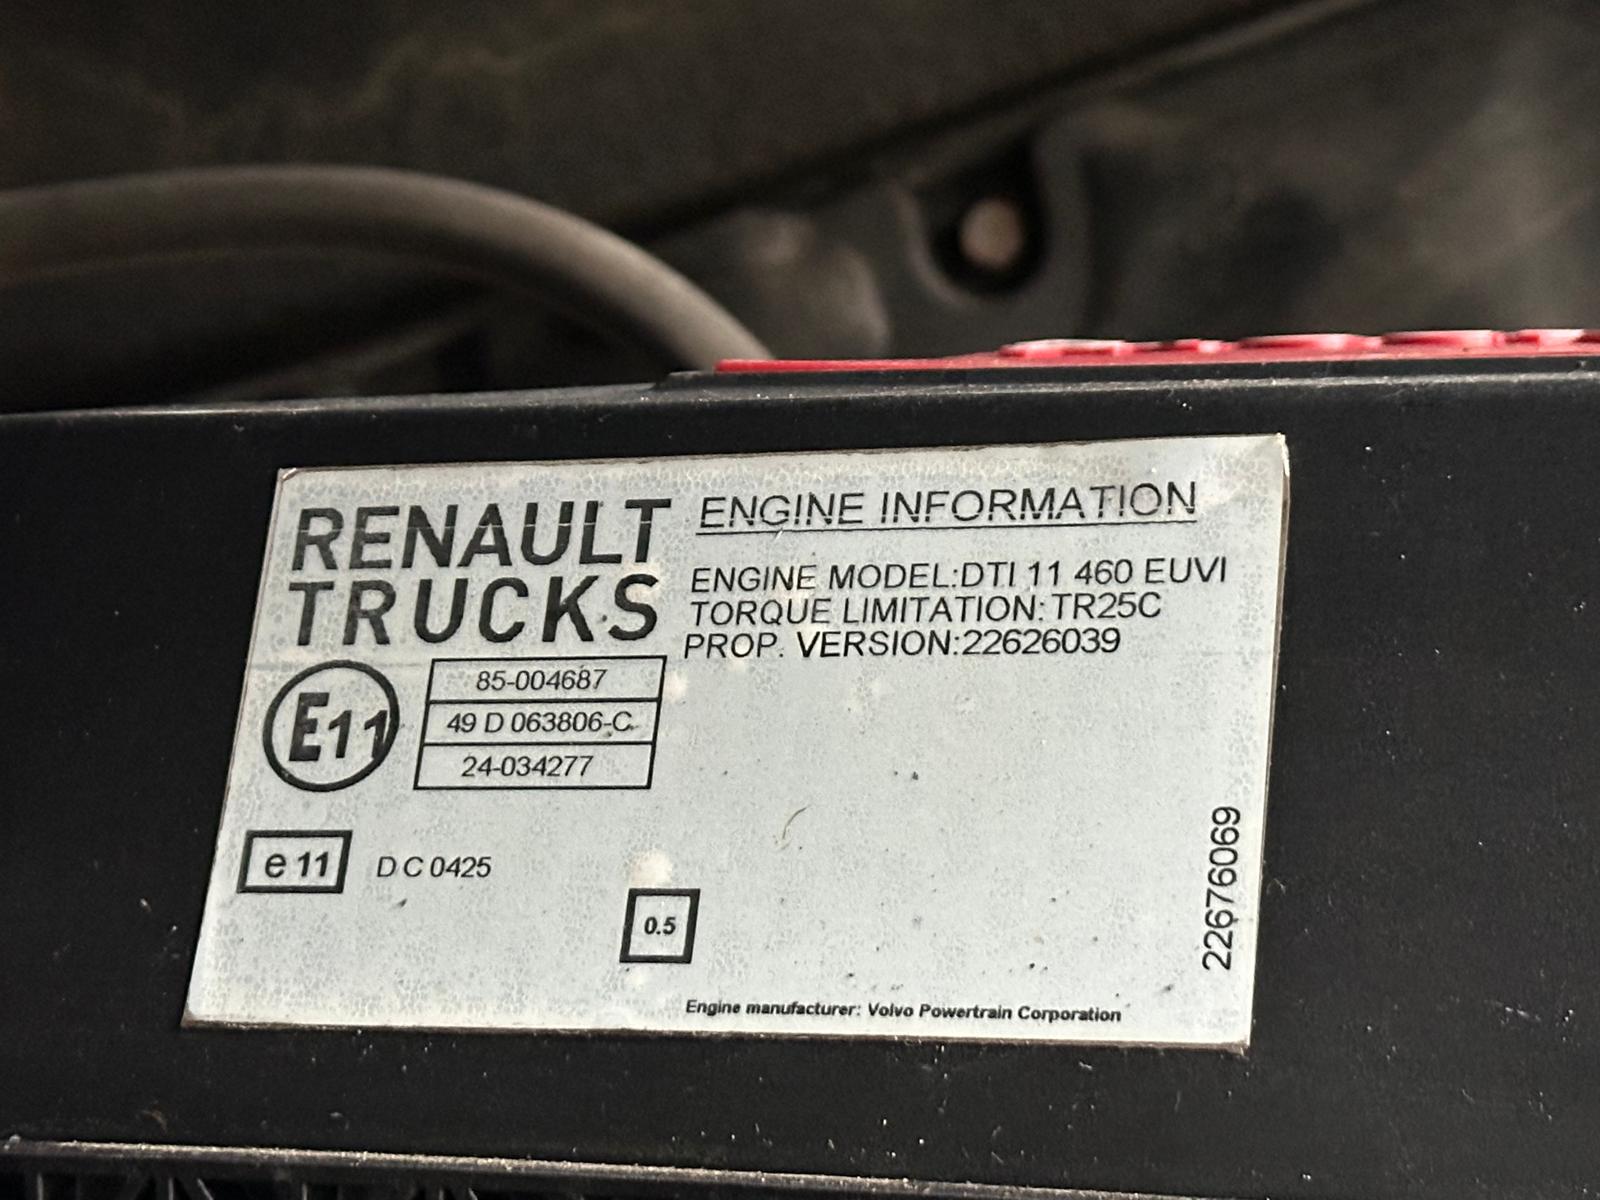 RENAULT
TRUCKS
ENGINE INFORMATION
ENGINE MODEL:DTI 11 460 EUVI
TORQUE LIMITATION: TR25C
PROP. VERSION:22626039
E11
85-004687
49 D 063806-C
24-034277
e 11
D C 0425
0.5
22676069
Engine manufacturer: Volvo Powertrain Corporation